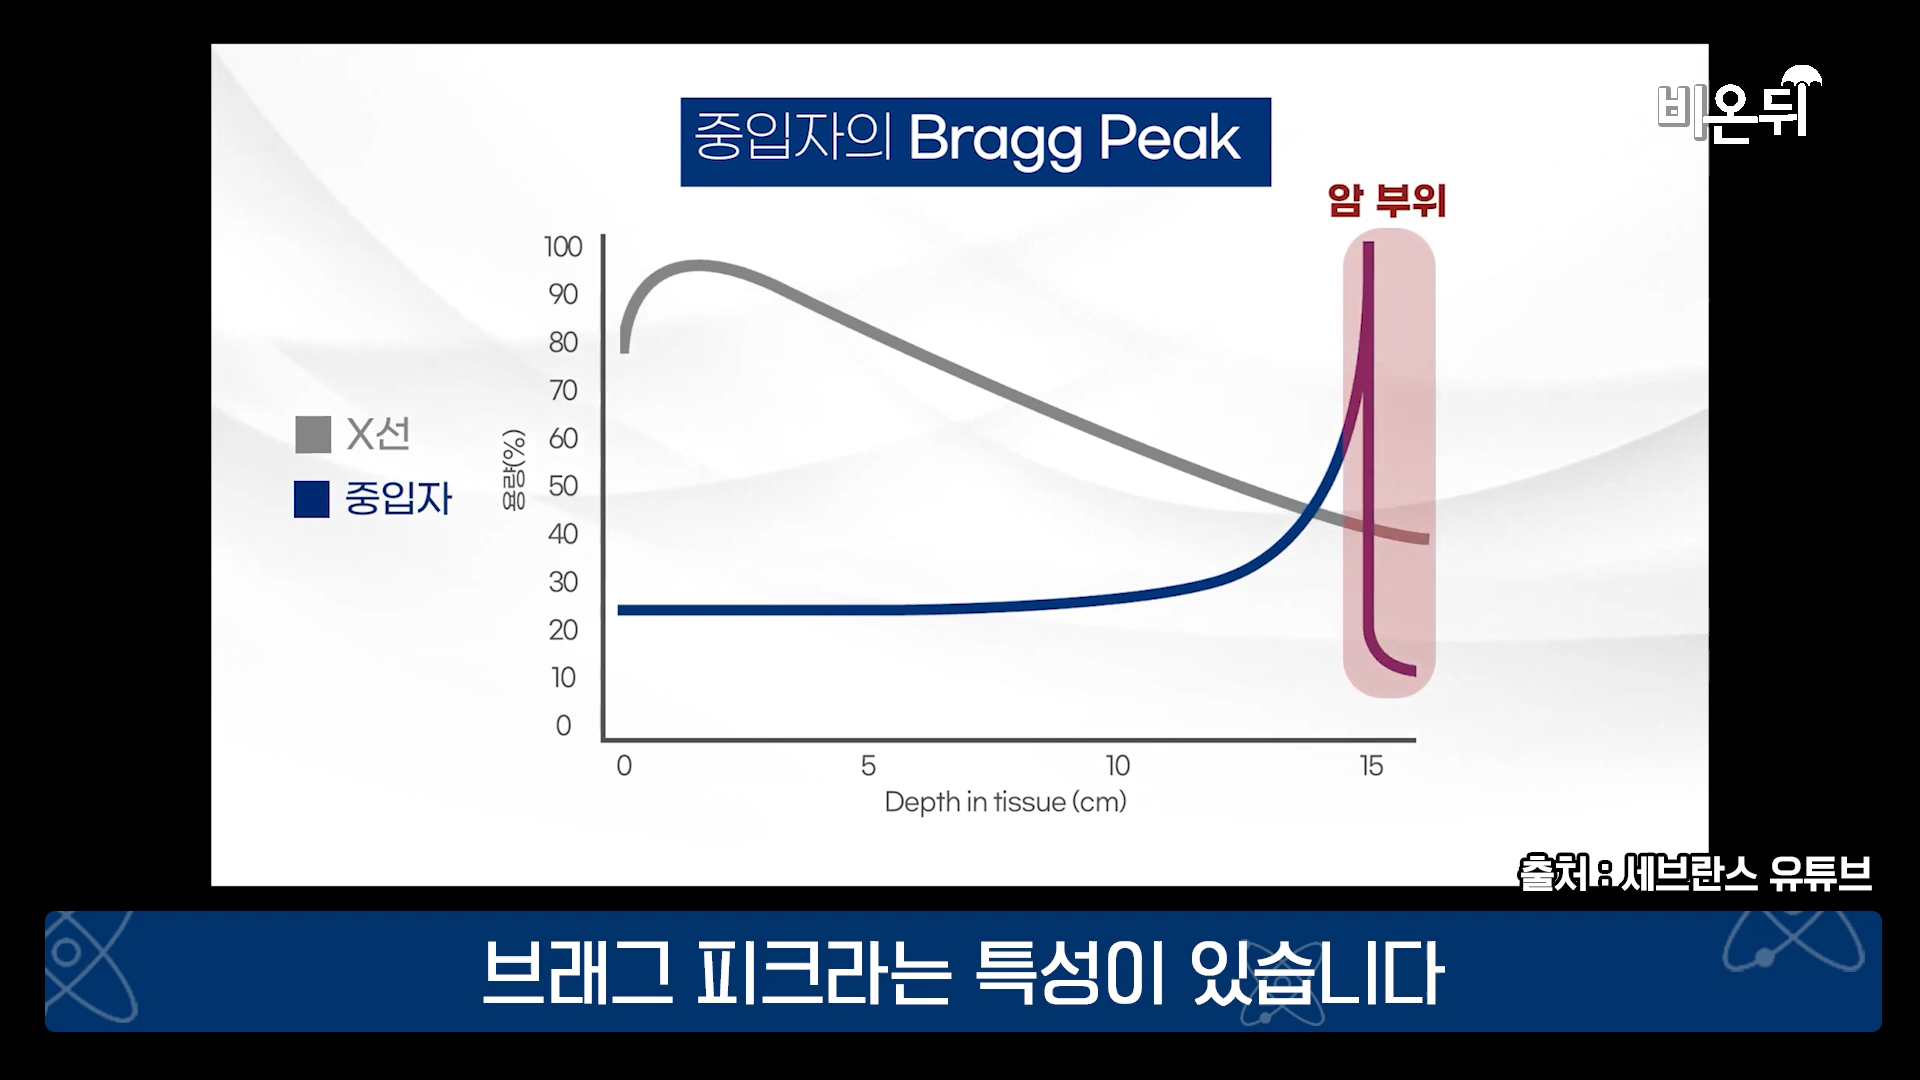 비온뒤
중입자의 Bragg Peak
암 부위
100
90
80
70
60
50
40
30
20
10
0
용량(%)
X선
중입자
0 5 10 15
Depth in tissue (cm)
출처 : 세브란스 유튜브
브래그 피크라는 특성이 있습니다